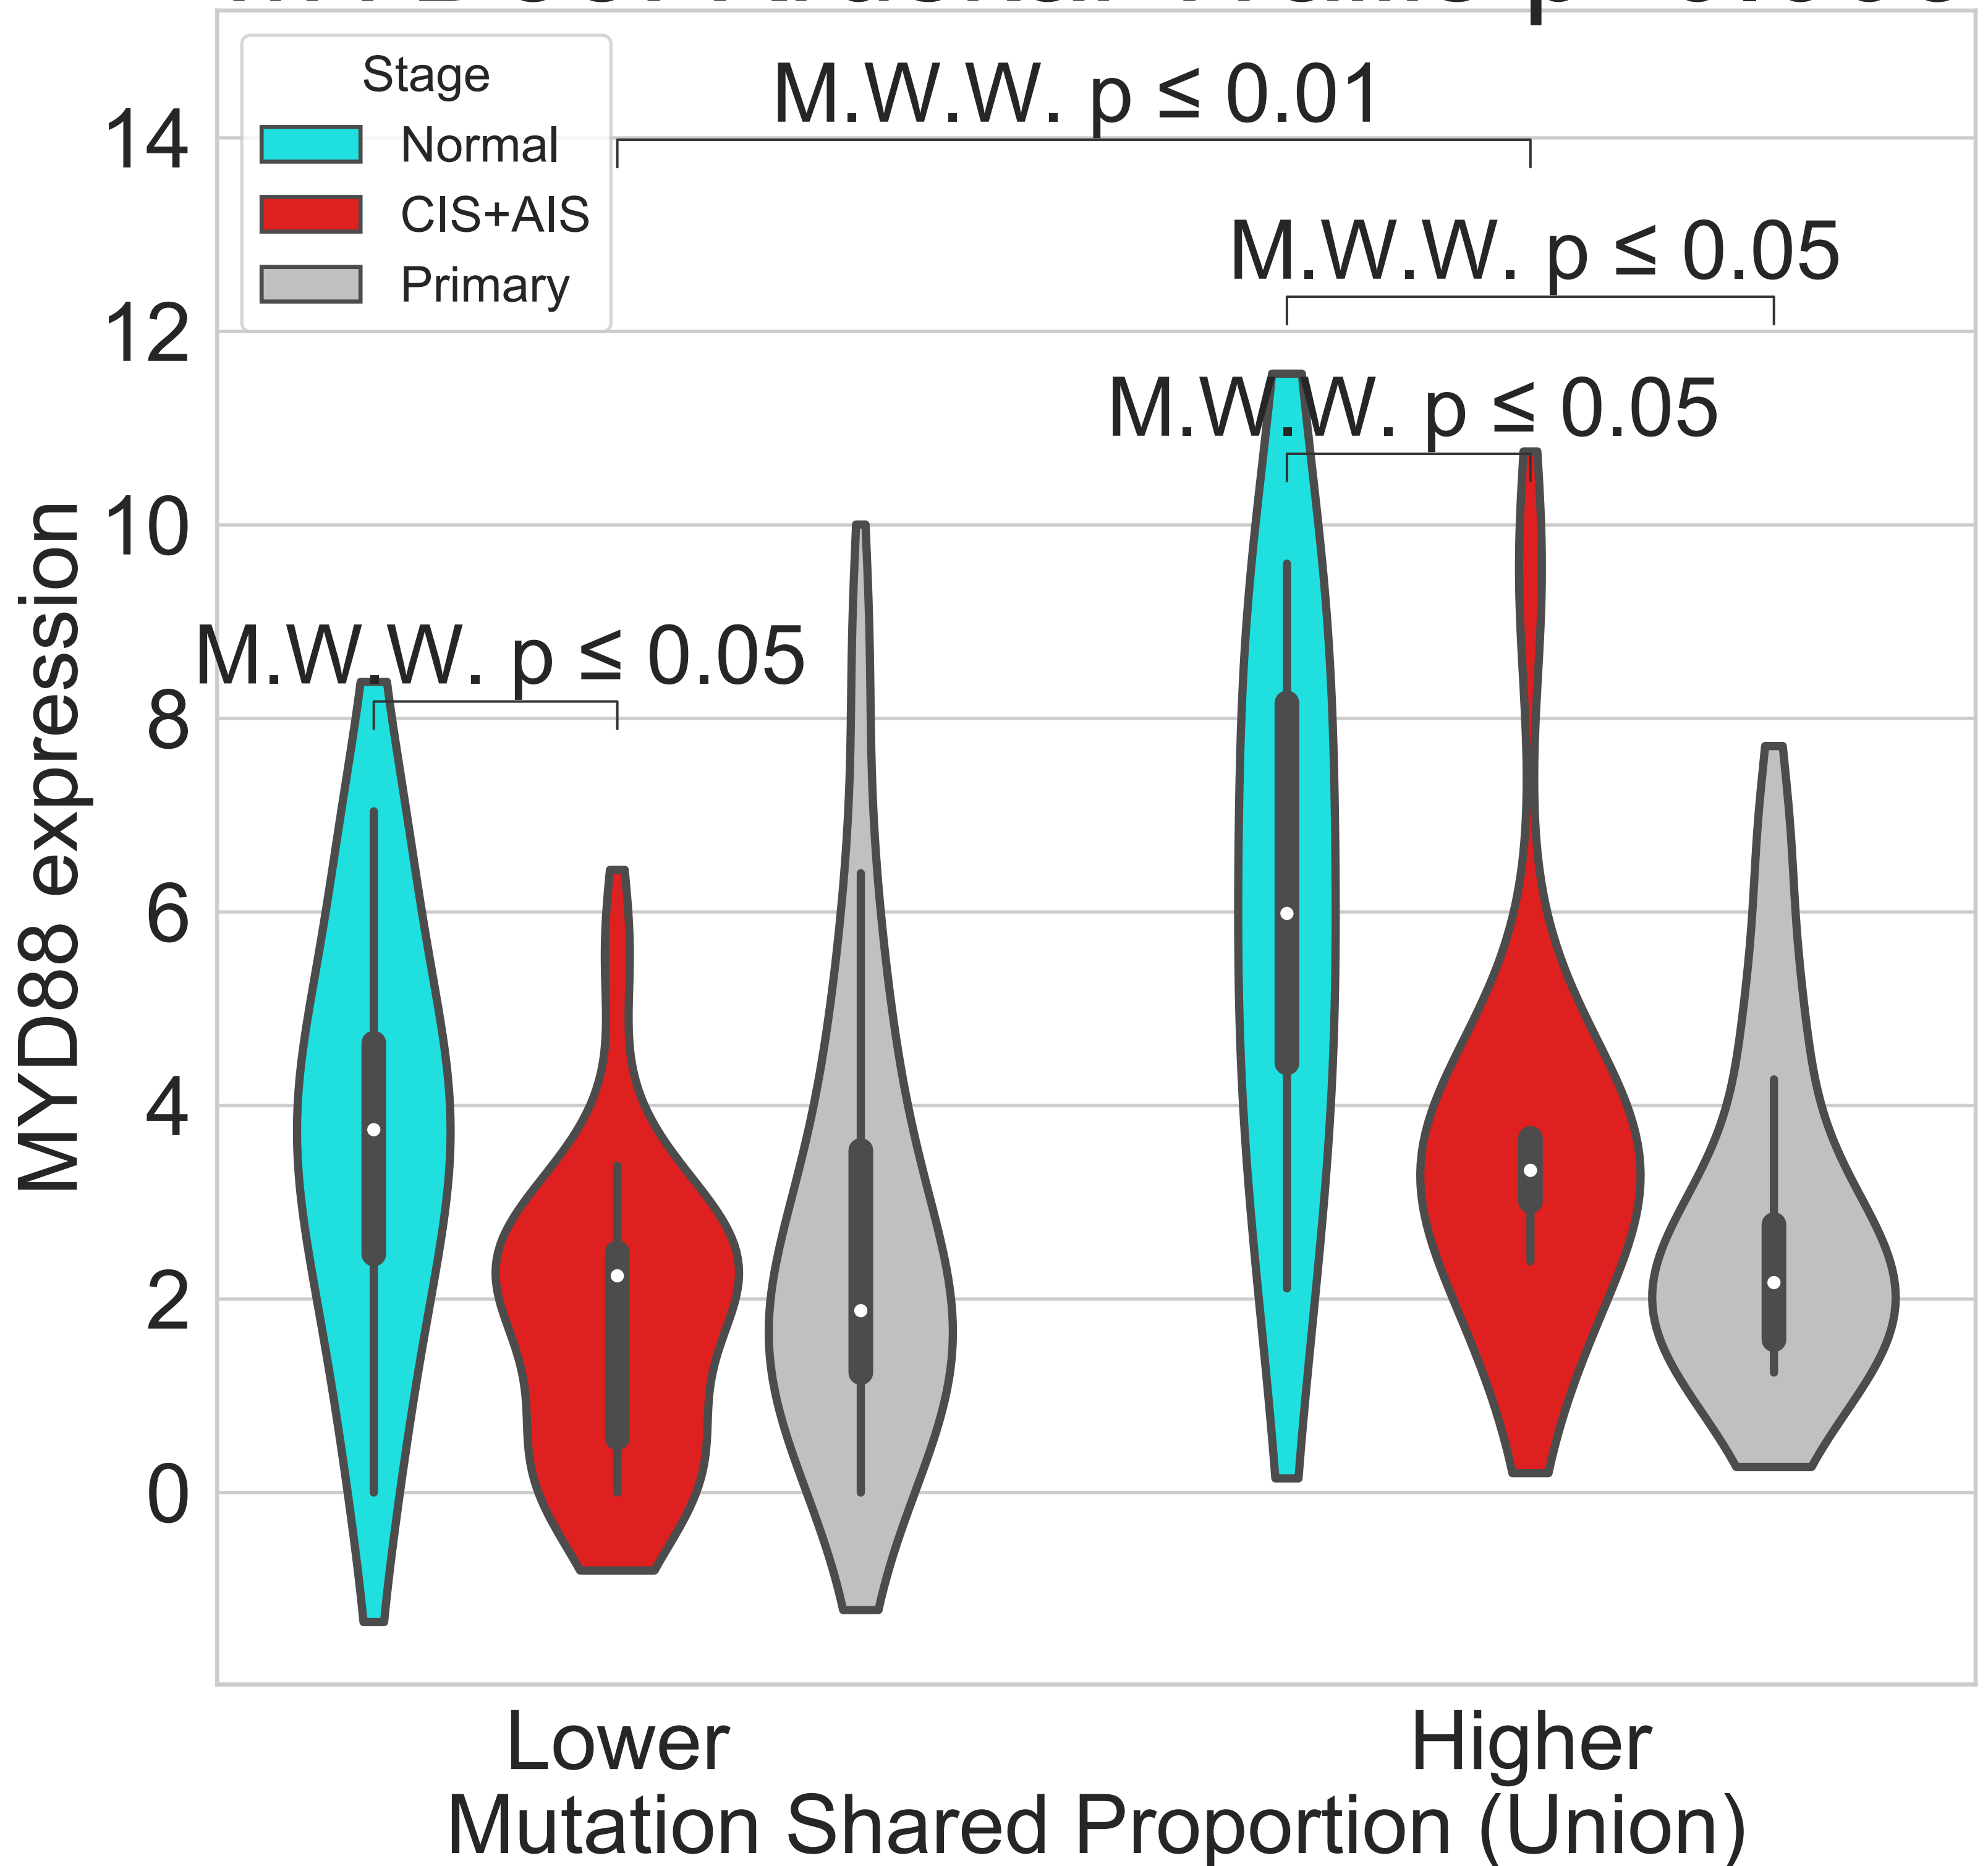 Stage
Normal
CIS+AIS
Primary
M.W.W. p ≤ 0.01
M.W.W. p ≤ 0.05
M.W.W. p ≤ 0.05
M.W.W. p ≤ 0.05
14
12
10
8
6
4
2
0
MYD88 expression
Lower
Higher
Mutation Shared Proportion (Union)